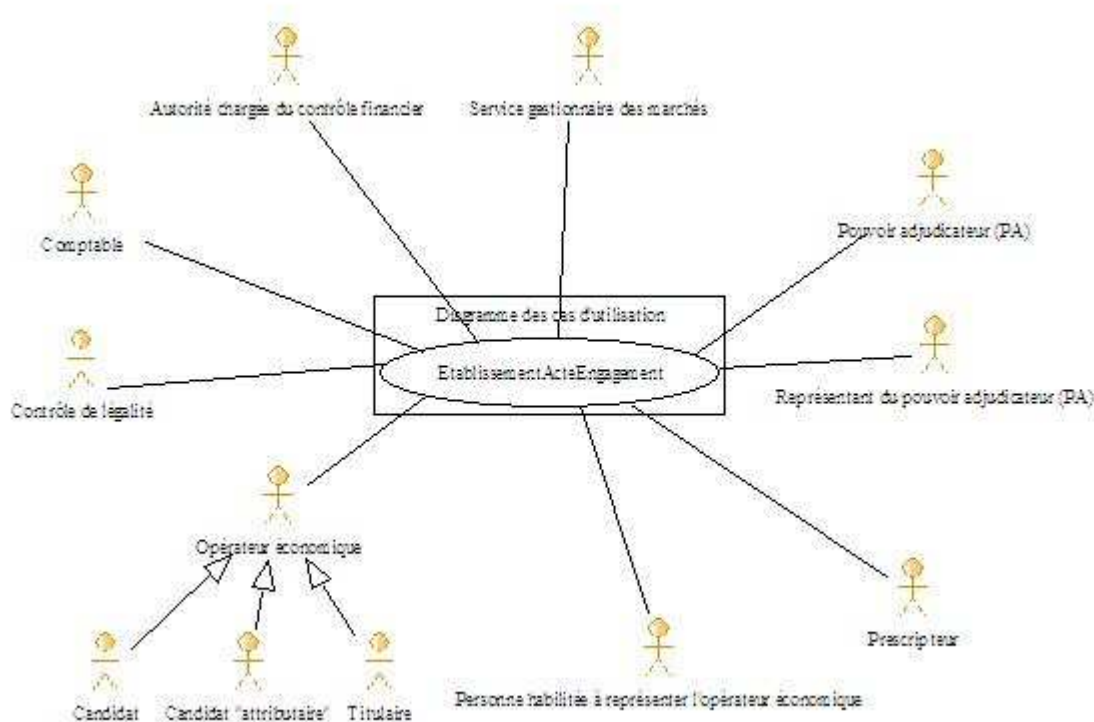 Autorité chargée du contrôle financier
Service gestionnaire des marchés
Comptable
Pouvoir adjudicateur (PA)
Diagramme des cas d'utilisation
EtablissementActeEngagement
Contrôle de légalité
Représentant du pouvoir adjudicateur (PA)
Opérateur économique
Prescripteur
Candidat
Candidat "attributaire"
Titulaire
Personne habilitée à représenter l'opérateur économique